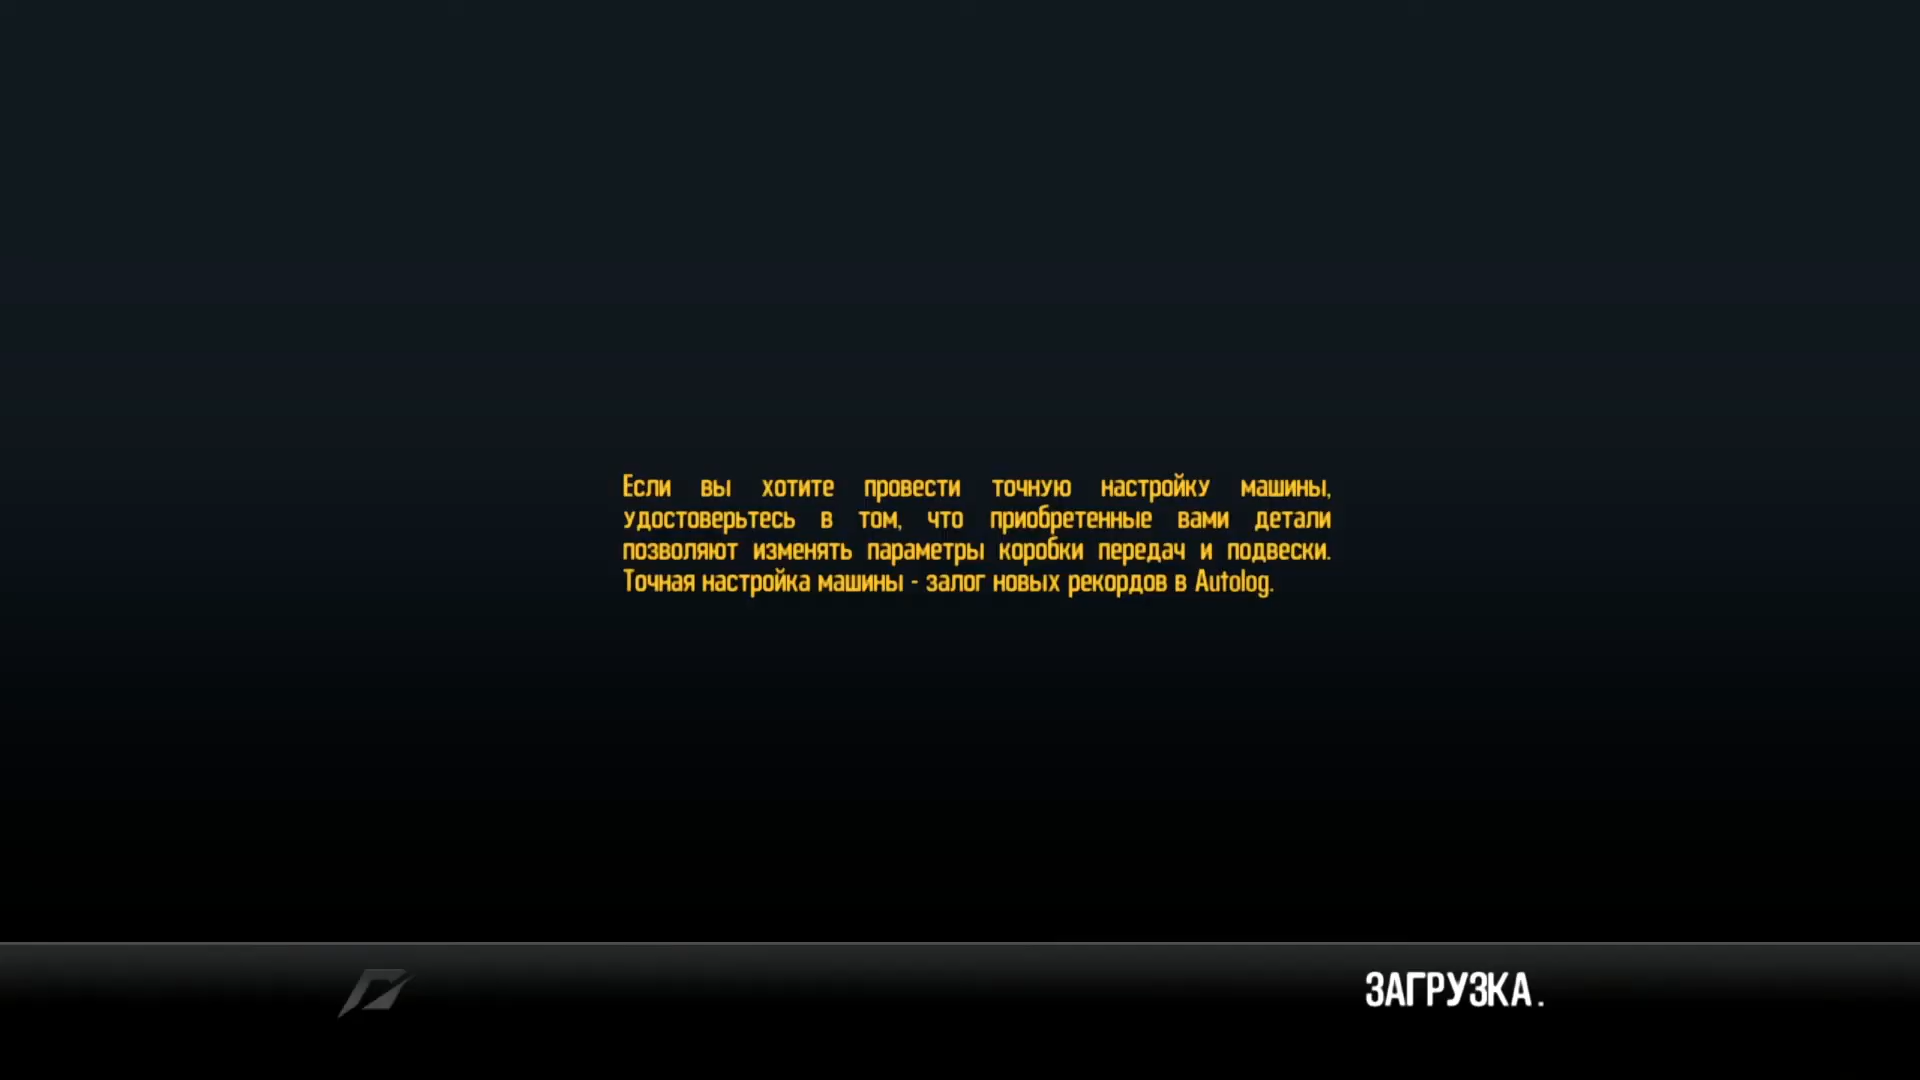 Если вы хотите провести точную настройку машины,
удостоверьтесь в том, что приобретенные вами детали
позволяют изменять параметры коробки передач и подвески.
Точная настройка машины - залог новых рекордов в Autolog.
ЗАГРУЗКА.